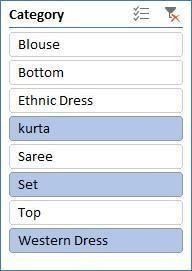 Category
Blouse
Bottom
Ethnic Dress
kurta
Saree
Set
Top
Western Dress